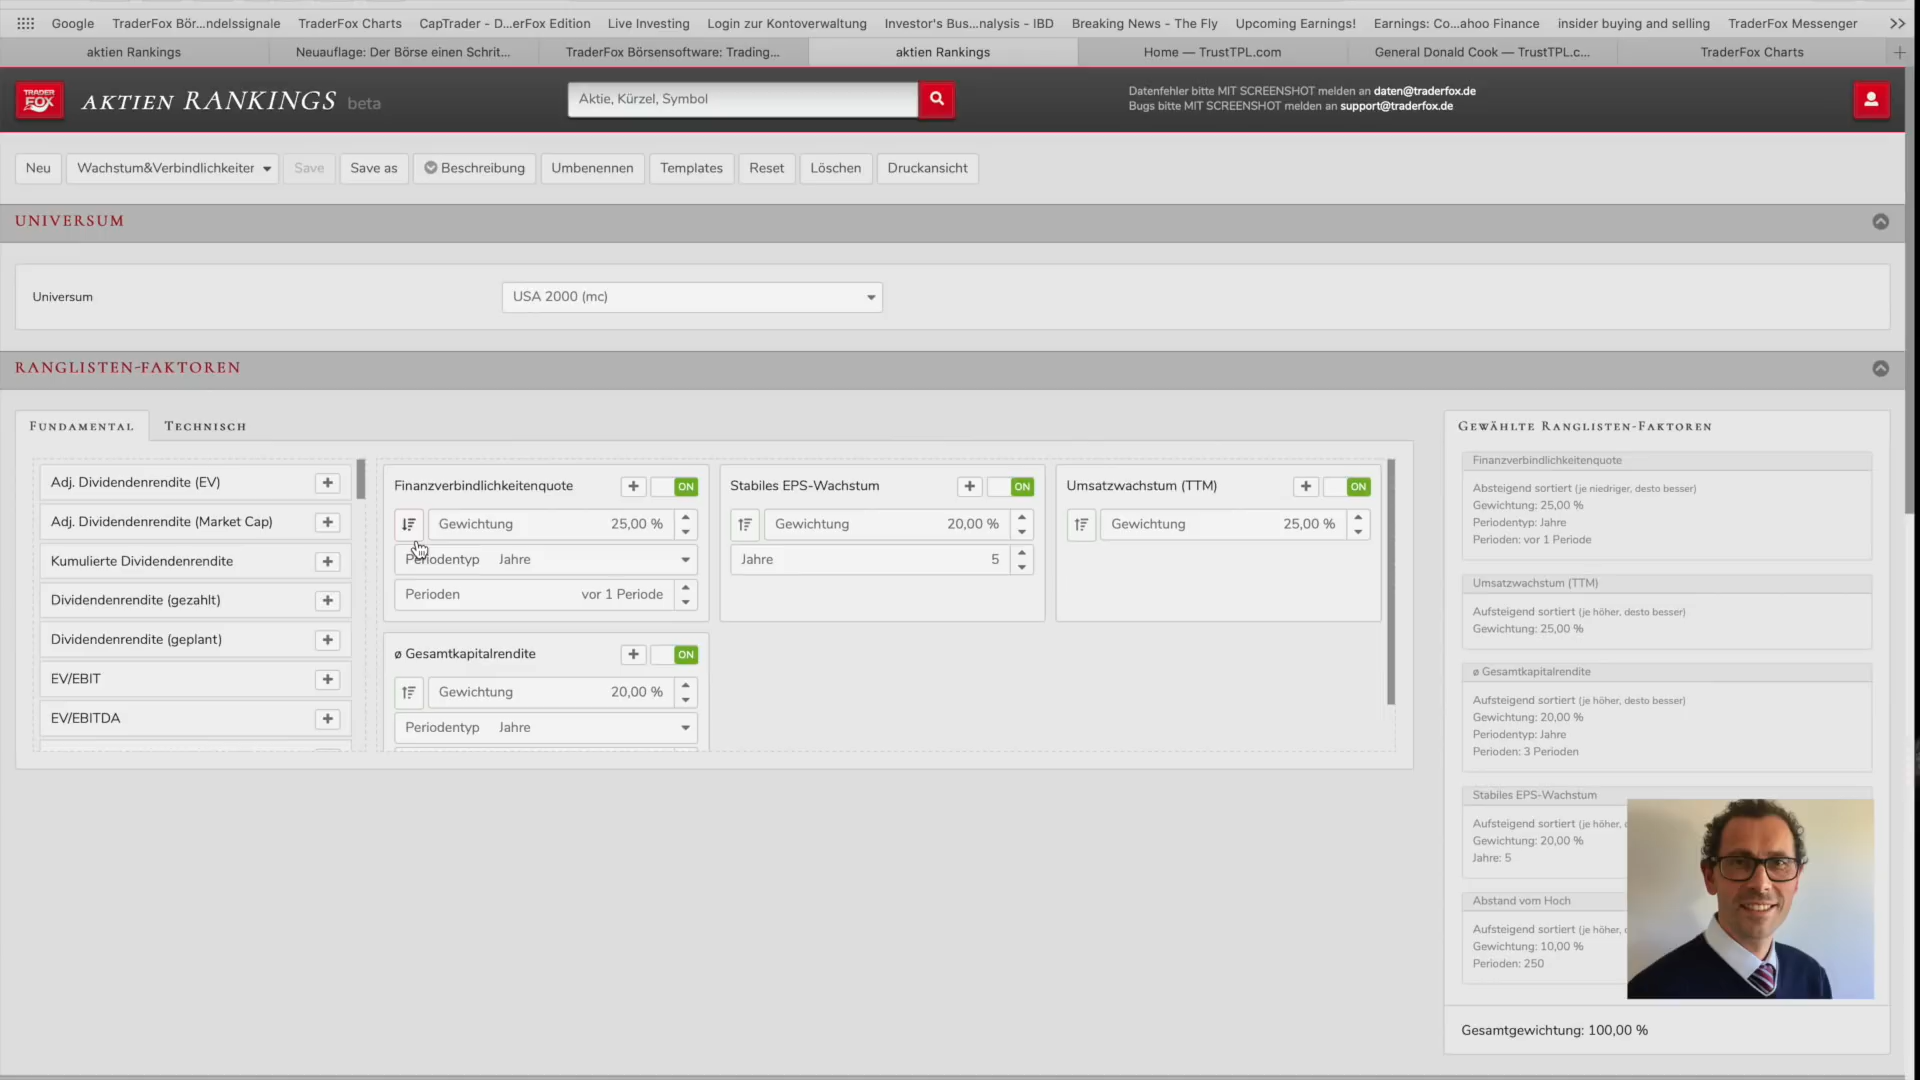 Google
TraderFox Bör...ndelssignale
TraderFox Charts
CapTrader - D...erFox Edition
Live Investing
Login zur Kontoverwaltung
Investor's Bus...nalysis - IBD
Breaking News - The Fly
Upcoming Earnings!
Earnings: Co...ahoo Finance
insider buying and selling
TraderFox Messenger
aktien Rankings
Neuauflage: Der Börse einen Schrit...
TraderFox Börsensoftware: Trading...
aktien Rankings
Home — TrustTPL.com
General Donald Cook — TrustTPL.c...
TraderFox Charts
TRADER
FOX
AKTIEN RANKINGS beta
Aktie, Kürzel, Symbol
Datenfehler bitte MIT SCREENSHOT melden an daten@traderfox.de
Bugs bitte MIT SCREENSHOT melden an support@traderfox.de
Neu
Wachstum&Verbindlichkeiter
Save
Save as
Beschreibung
Umbenennen
Templates
Reset
Löschen
Druckansicht
UNIVERSUM
Universum
USA 2000 (mc)
RANGLISTEN-FAKTOREN
FUNDAMENTAL
TECHNISCH
Adj. Dividendenrendite (EV)
Adj. Dividendenrendite (Market Cap)
Kumulierte Dividendenrendite
Dividendenrendite (gezahlt)
Dividendenrendite (geplant)
EV/EBIT
EV/EBITDA
Finanzverbindlichkeitenquote
ON
Gewichtung 25,00 %
Periodentyp Jahre
Perioden vor 1 Periode
Stabiles EPS-Wachstum
ON
Gewichtung 20,00 %
Jahre 5
Umsatzwachstum (TTM)
ON
Gewichtung 25,00 %
ø Gesamtkapitalrendite
ON
Gewichtung 20,00 %
Periodentyp Jahre
GEWÄHLTE RANGLISTEN-FAKTOREN
Finanzverbindlichkeitenquote
Absteigend sortiert (je niedriger, desto besser)
Gewichtung: 25,00 %
Periodentyp: Jahre
Perioden: vor 1 Periode
Umsatzwachstum (TTM)
Aufsteigend sortiert (je höher, desto besser)
Gewichtung: 25,00 %
ø Gesamtkapitalrendite
Aufsteigend sortiert (je höher, desto besser)
Gewichtung: 20,00 %
Periodentyp: Jahre
Perioden: 3 Perioden
Stabiles EPS-Wachstum
Aufsteigend sortiert (je höher,
Gewichtung: 20,00 %
Jahre: 5
Abstand vom Hoch
Aufsteigend sortiert (je höher,
Gewichtung: 10,00 %
Perioden: 250
Gesamtgewichtung: 100,00 %